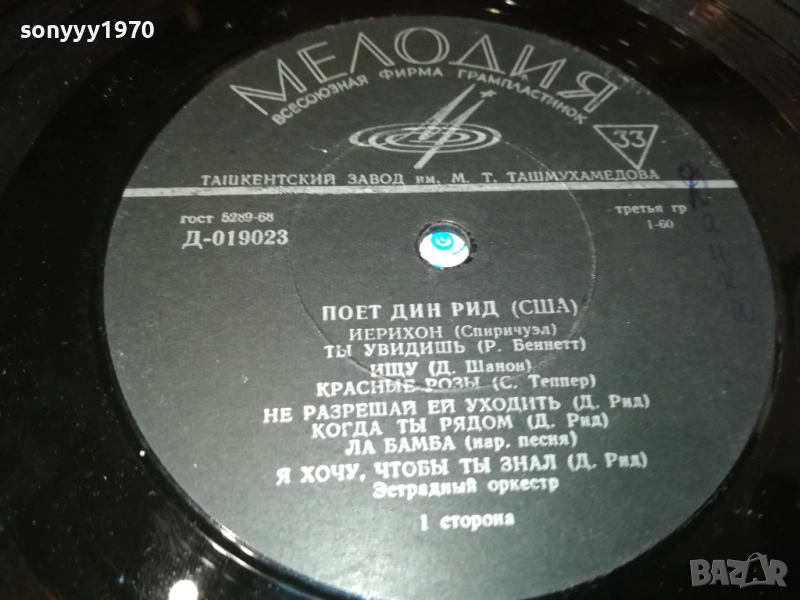 sonyyy1970
МЕЛОДИЯ
ВСЕСОЮЗНАЯ ФИРМА ГРАМПЛАСТИНОК
33
ТАШКЕНТСКИЙ ЗАВОД им. М. Т. ТАШМУХАМЕДОВА
гост 5289-68
третья гр
Д-019023
1-60
ПОЕТ ДИН РИД (США)
ИЕРИХОН (Спиричуэл)
ТЫ УВИДИШЬ (Р. Беннетт)
ИЩУ (Д. Шанон)
КРАСНЫЕ РОЗЫ (С. Теппер)
НЕ РАЗРЕШАЙ ЕЙ УХОДИТЬ (Д. Рид)
КОГДА ТЫ РЯДОМ (Д. Рид)
ЛА БАМБА (нар. песня)
Я ХОЧУ, ЧТОБЫ ТЫ ЗНАЛ (Д. Рид)
Эстрадный оркестр
1 сторона
BAZAR